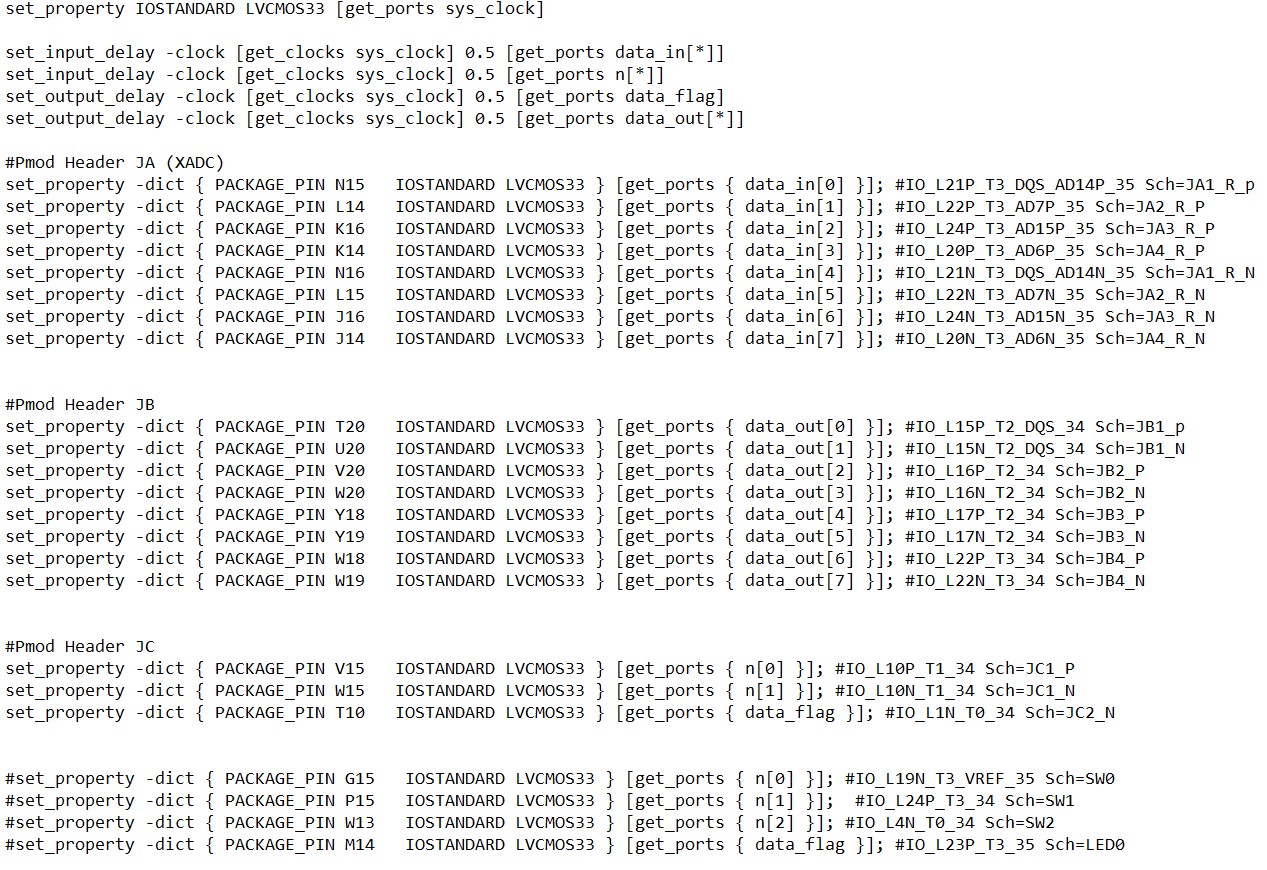 set_property IOSTANDARD LVCMOS33 [get_ports sys_clock]
set_input_delay -clock [get_clocks sys_clock] 0.5 [get_ports data_in[*]]
set_input_delay -clock [get_clocks sys_clock] 0.5 [get_ports n[*]]
set_output_delay -clock [get_clocks sys_clock] 0.5 [get_ports data_flag]
set_output_delay -clock [get_clocks sys_clock] 0.5 [get_ports data_out[*]]
#Pmod Header JA (XADC)
set_property -dict { PACKAGE_PIN N15   IOSTANDARD LVCMOS33 } [get_ports { data_in[0] }]; #IO_L21P_T3_DQS_AD14P_35 Sch=JA1_R_p
set_property -dict { PACKAGE_PIN L14   IOSTANDARD LVCMOS33 } [get_ports { data_in[1] }]; #IO_L22P_T3_AD7P_35 Sch=JA2_R_P
set_property -dict { PACKAGE_PIN K16   IOSTANDARD LVCMOS33 } [get_ports { data_in[2] }]; #IO_L24P_T3_AD15P_35 Sch=JA3_R_P
set_property -dict { PACKAGE_PIN K14   IOSTANDARD LVCMOS33 } [get_ports { data_in[3] }]; #IO_L20P_T3_AD6P_35 Sch=JA4_R_P
set_property -dict { PACKAGE_PIN N16   IOSTANDARD LVCMOS33 } [get_ports { data_in[4] }]; #IO_L21N_T3_DQS_AD14N_35 Sch=JA1_R_N
set_property -dict { PACKAGE_PIN L15   IOSTANDARD LVCMOS33 } [get_ports { data_in[5] }]; #IO_L22N_T3_AD7N_35 Sch=JA2_R_N
set_property -dict { PACKAGE_PIN J16   IOSTANDARD LVCMOS33 } [get_ports { data_in[6] }]; #IO_L24N_T3_AD15N_35 Sch=JA3_R_N
set_property -dict { PACKAGE_PIN J14   IOSTANDARD LVCMOS33 } [get_ports { data_in[7] }]; #IO_L20N_T3_AD6N_35 Sch=JA4_R_N
#Pmod Header JB
set_property -dict { PACKAGE_PIN T20   IOSTANDARD LVCMOS33 } [get_ports { data_out[0] }]; #IO_L15P_T2_DQS_34 Sch=JB1_p
set_property -dict { PACKAGE_PIN U20   IOSTANDARD LVCMOS33 } [get_ports { data_out[1] }]; #IO_L15N_T2_DQS_34 Sch=JB1_N
set_property -dict { PACKAGE_PIN V20   IOSTANDARD LVCMOS33 } [get_ports { data_out[2] }]; #IO_L16P_T2_34 Sch=JB2_P
set_property -dict { PACKAGE_PIN W20   IOSTANDARD LVCMOS33 } [get_ports { data_out[3] }]; #IO_L16N_T2_34 Sch=JB2_N
set_property -dict { PACKAGE_PIN Y18   IOSTANDARD LVCMOS33 } [get_ports { data_out[4] }]; #IO_L17P_T2_34 Sch=JB3_P
set_property -dict { PACKAGE_PIN Y19   IOSTANDARD LVCMOS33 } [get_ports { data_out[5] }]; #IO_L17N_T2_34 Sch=JB3_N
set_property -dict { PACKAGE_PIN W18   IOSTANDARD LVCMOS33 } [get_ports { data_out[6] }]; #IO_L22P_T3_34 Sch=JB4_P
set_property -dict { PACKAGE_PIN W19   IOSTANDARD LVCMOS33 } [get_ports { data_out[7] }]; #IO_L22N_T3_34 Sch=JB4_N
#Pmod Header JC
set_property -dict { PACKAGE_PIN V15   IOSTANDARD LVCMOS33 } [get_ports { n[0] }]; #IO_L10P_T1_34 Sch=JC1_P
set_property -dict { PACKAGE_PIN W15   IOSTANDARD LVCMOS33 } [get_ports { n[1] }]; #IO_L10N_T1_34 Sch=JC1_N
set_property -dict { PACKAGE_PIN T10   IOSTANDARD LVCMOS33 } [get_ports { data_flag }]; #IO_L1N_T0_34 Sch=JC2_N
#set_property -dict { PACKAGE_PIN G15   IOSTANDARD LVCMOS33 } [get_ports { n[0] }]; #IO_L19N_T3_VREF_35 Sch=SW0
#set_property -dict { PACKAGE_PIN P15   IOSTANDARD LVCMOS33 } [get_ports { n[1] }];  #IO_L24P_T3_34 Sch=SW1
#set_property -dict { PACKAGE_PIN W13   IOSTANDARD LVCMOS33 } [get_ports { n[2] }]; #IO_L4N_T0_34 Sch=SW2
#set_property -dict { PACKAGE_PIN M14   IOSTANDARD LVCMOS33 } [get_ports { data_flag }]; #IO_L23P_T3_35 Sch=LED0